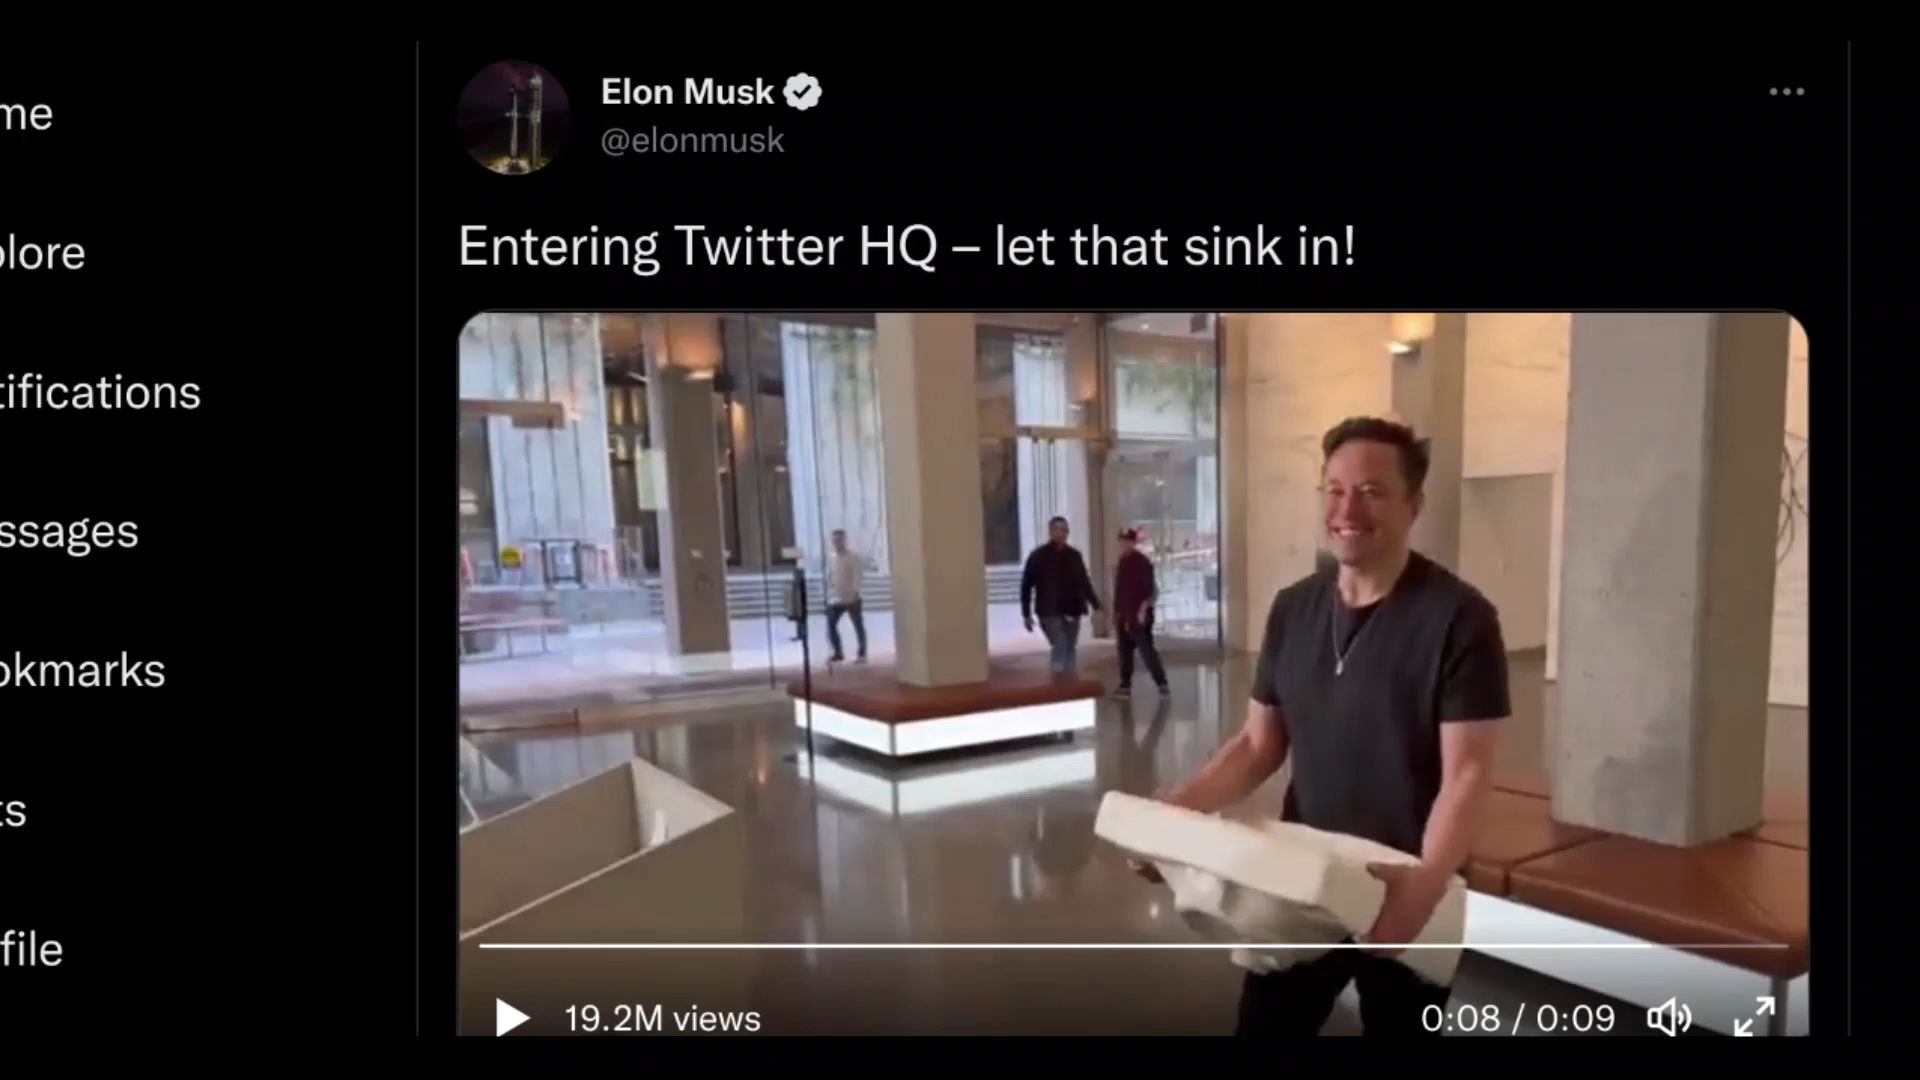 me
plore
tifications
ssages
okmarks
ts
file
Elon Musk
@elonmusk
Entering Twitter HQ – let that sink in!
19.2M views
0:08 / 0:09